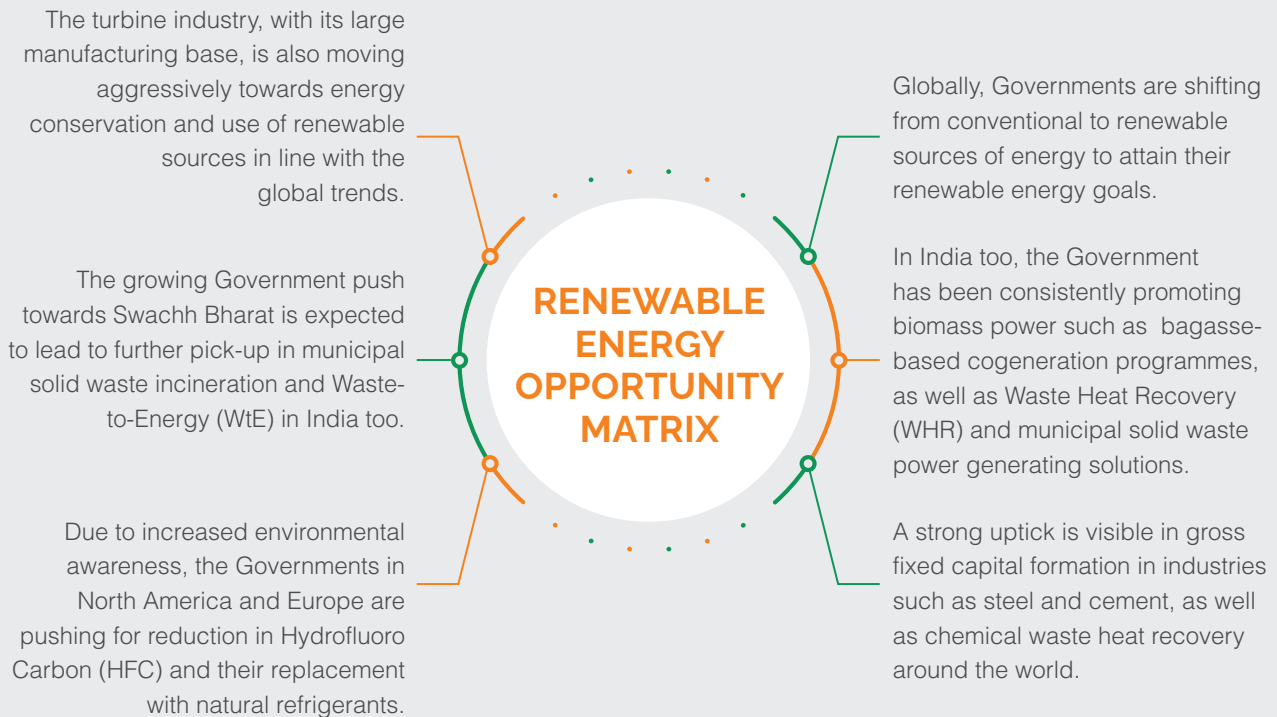 The turbine industry, with its large
manufacturing base, is also moving
aggressively towards energy
conservation and use of renewable
sources in line with the
global trends.
The growing Government push
towards Swachh Bharat is expected
to lead to further pick-up in municipal
solid waste incineration and Waste-
to-Energy (WtE) in India too.
Due to increased environmental
awareness, the Governments in
North America and Europe are
pushing for reduction in Hydrofluoro
Carbon (HFC) and their replacement
with natural refrigerants.
RENEWABLE
ENERGY
OPPORTUNITY
MATRIX
Globally, Governments are shifting
from conventional to renewable
sources of energy to attain their
renewable energy goals.
In India too, the Government
has been consistently promoting
biomass power such as bagasse-
based cogeneration programmes,
as well as Waste Heat Recovery
(WHR) and municipal solid waste
power generating solutions.
A strong uptick is visible in gross
fixed capital formation in industries
such as steel and cement, as well
as chemical waste heat recovery
around the world.